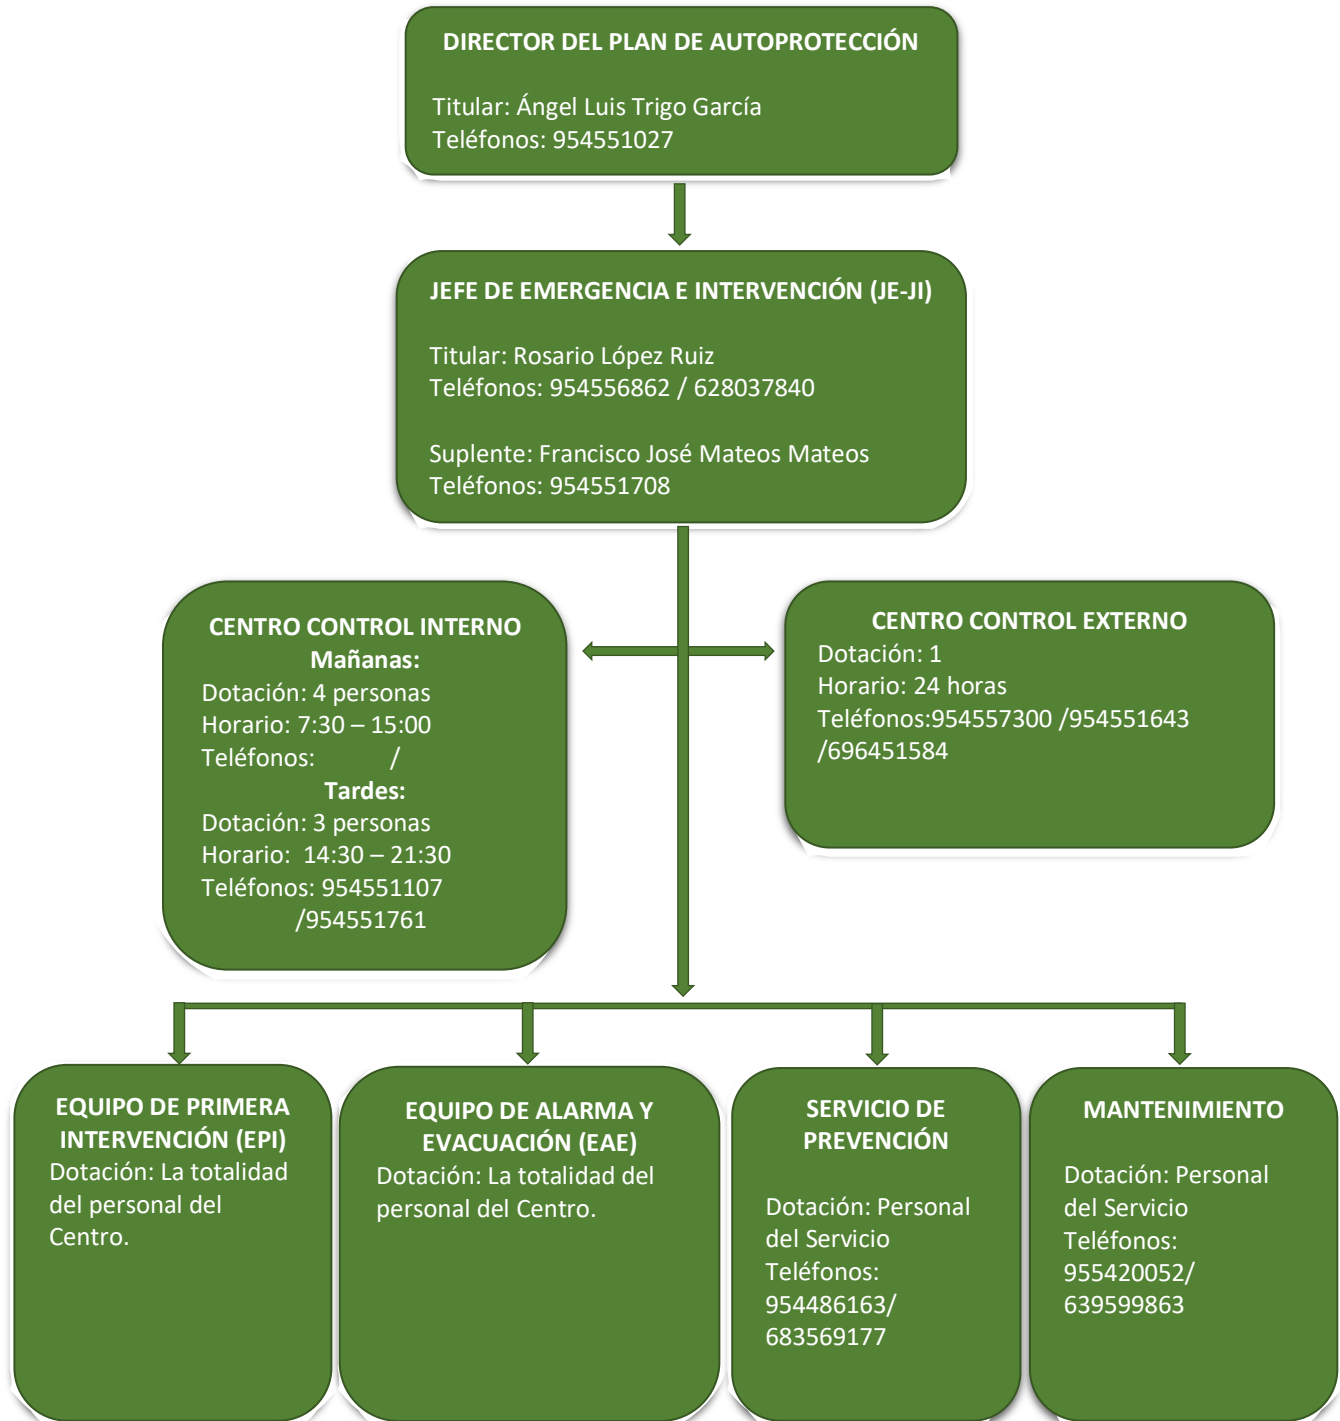 DIRECTOR DEL PLAN DE AUTOPROTECCIÓN
Titular: Ángel Luis Trigo García
Teléfonos: 954551027
JEFE DE EMERGENCIA E INTERVENCIÓN (JE-JI)
Titular: Rosario López Ruiz
Teléfonos: 954556862 / 628037840
Suplente: Francisco José Mateos Mateos
Teléfonos: 954551708
CENTRO CONTROL INTERNO
Mañanas:
Dotación: 4 personas
Horario: 7:30 – 15:00
Teléfonos: /
Tardes:
Dotación: 3 personas
Horario: 14:30 – 21:30
Teléfonos: 954551107
/954551761
CENTRO CONTROL EXTERNO
Dotación: 1
Horario: 24 horas
Teléfonos:954557300 /954551643
/696451584
EQUIPO DE PRIMERA
INTERVENCIÓN (EPI)
Dotación: La totalidad
del personal del
Centro.
EQUIPO DE ALARMA Y
EVACUACIÓN (EAE)
Dotación: La totalidad del
personal del Centro.
SERVICIO DE
PREVENCIÓN
Dotación: Personal
del Servicio
Teléfonos:
954486163/
683569177
MANTENIMIENTO
Dotación: Personal
del Servicio
Teléfonos:
955420052/
639599863